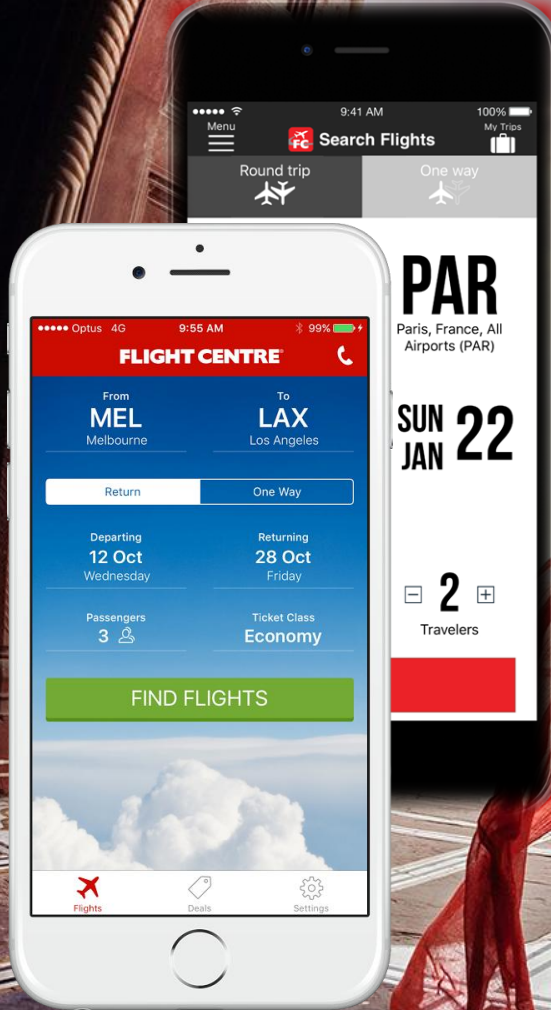 9:41 AM 100%
Menu My Trips
FC Search Flights
Round trip One way
PAR
Paris, France, All
Airports (PAR)
SUN
JAN 22
2
Travelers
Optus 4G 9:55 AM 99%
FLIGHT CENTRE
From To
MEL LAX
Melbourne Los Angeles
Return One Way
Departing Returning
12 Oct 28 Oct
Wednesday Friday
Passengers Ticket Class
3 Economy
FIND FLIGHTS
Flights Deals Settings